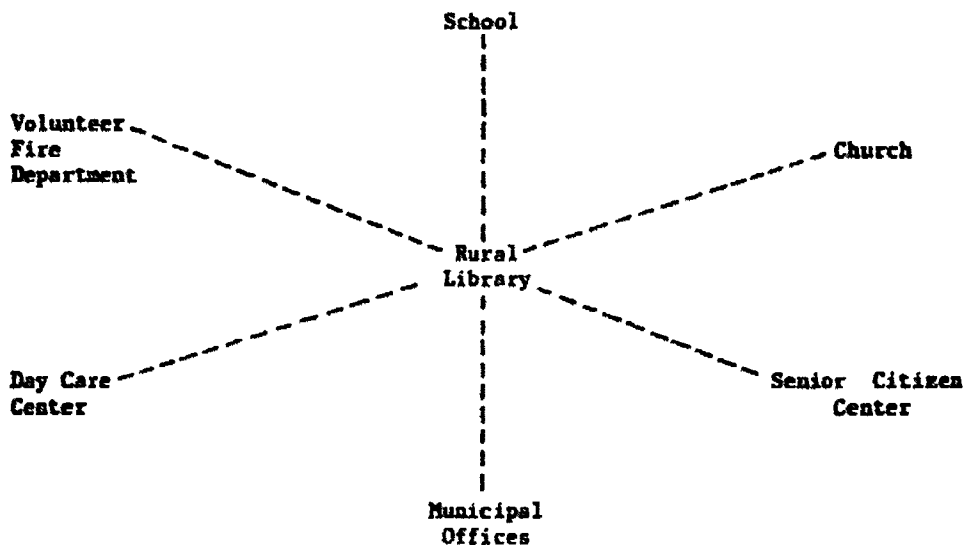 School
Volunteer
Fire
Department
Church
Rural
Library
Day Care
Center
Senior Citizen
Center
Municipal
Offices